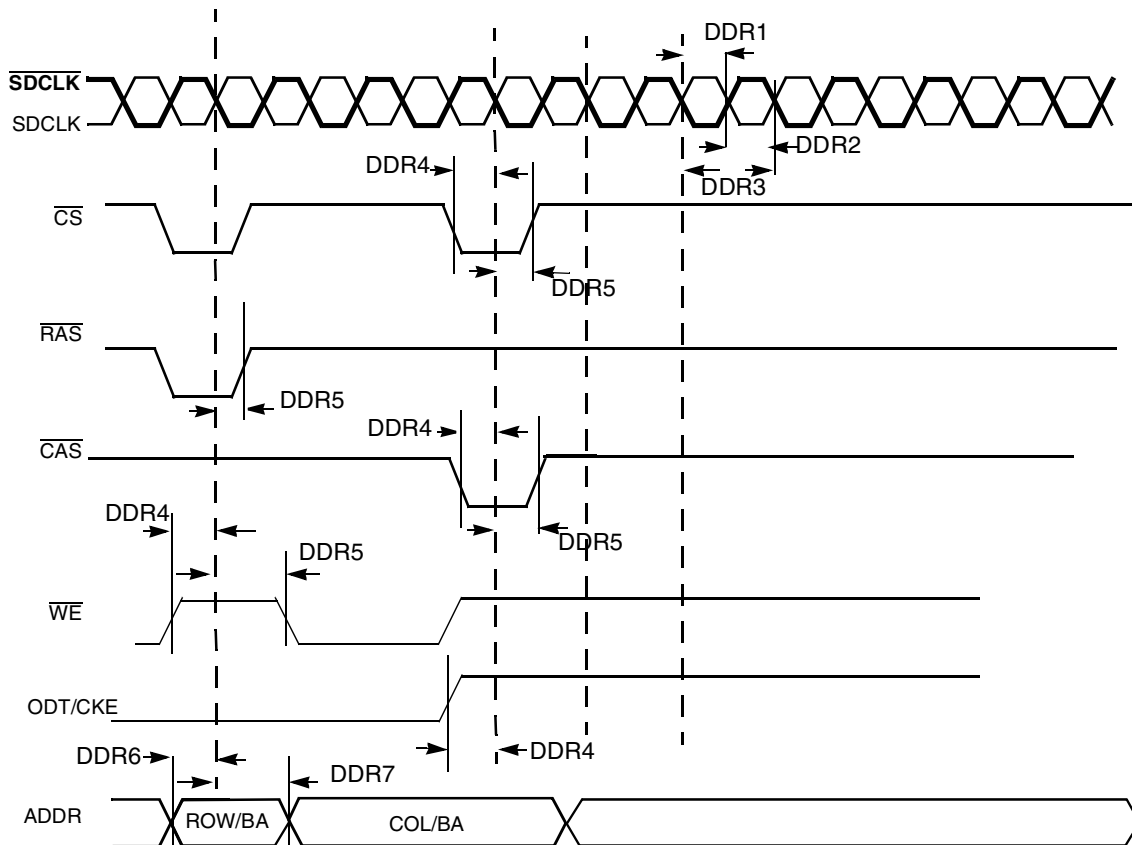 DDR1
SDCLK
SDCLK
DDR2
DDR4
DDR3
CS
DDR5
RAS
DDR5
DDR4
CAS
DDR4
DDR5
DDR5
WE
ODT/CKE
DDR4
DDR6
DDR7
ADDR
ROW/BA
COL/BA